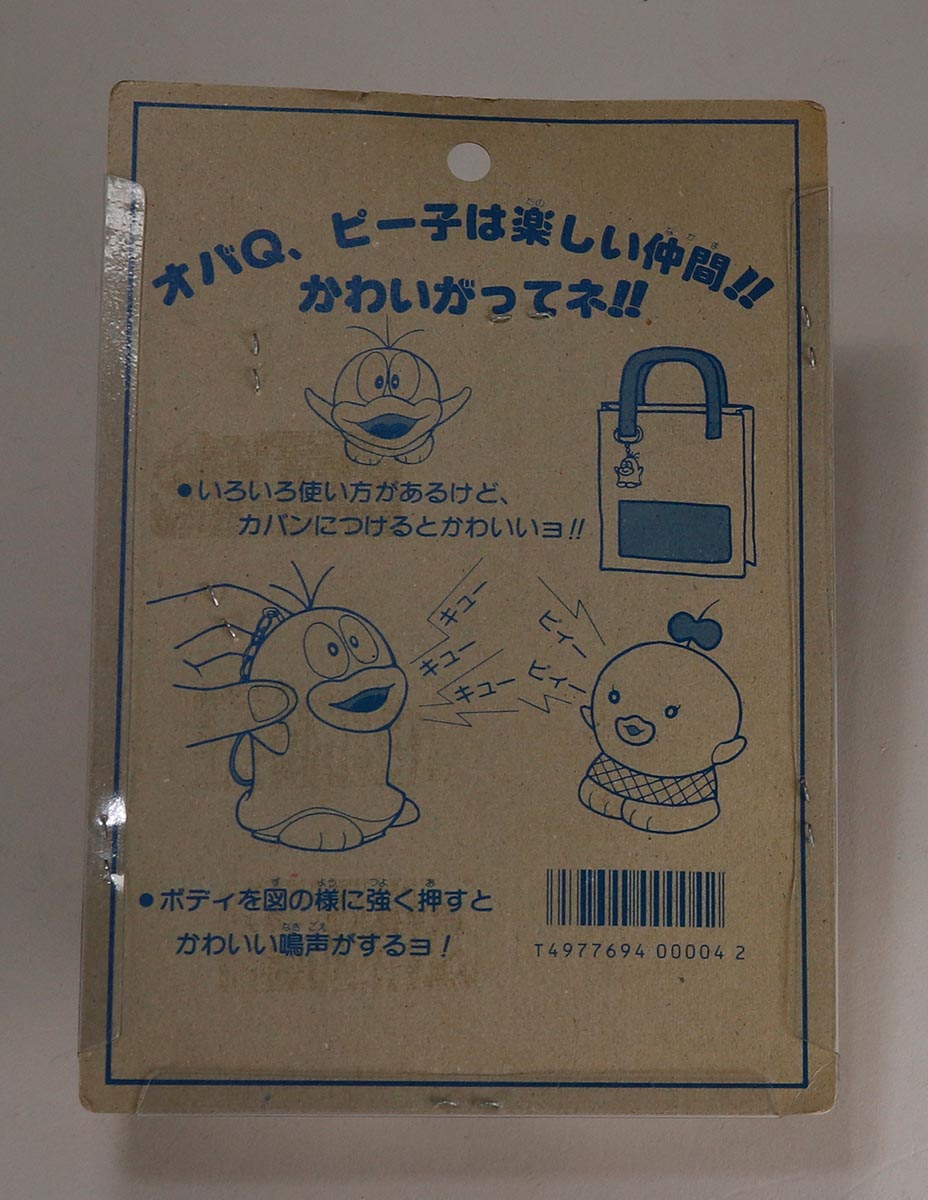 オバQ、ピー子は楽しい仲間!!
かわいがってネ!!
●いろいろ使い方があるけど、
カバンにつけるとかわいいョ!!
キュー
キュー
キュー
ピィー
ピィー
●ボディを図の様に強く押すと
かわいい鳴声がするョ!
T4977694 00004 2